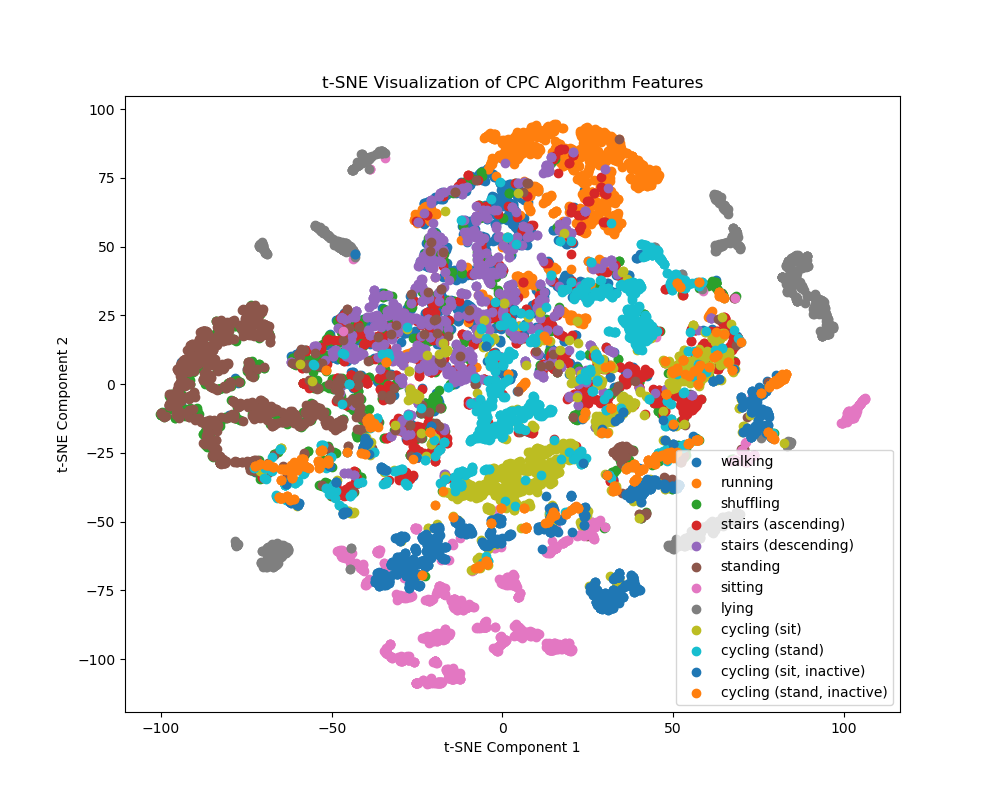 t-SNE Visualization of CPC Algorithm Features
100
75
50
25
0
−25
−50
−75
−100
t-SNE Component 2
−100
−50
0
50
100
t-SNE Component 1
walking
running
shuffling
stairs (ascending)
stairs (descending)
standing
sitting
lying
cycling (sit)
cycling (stand)
cycling (sit, inactive)
cycling (stand, inactive)